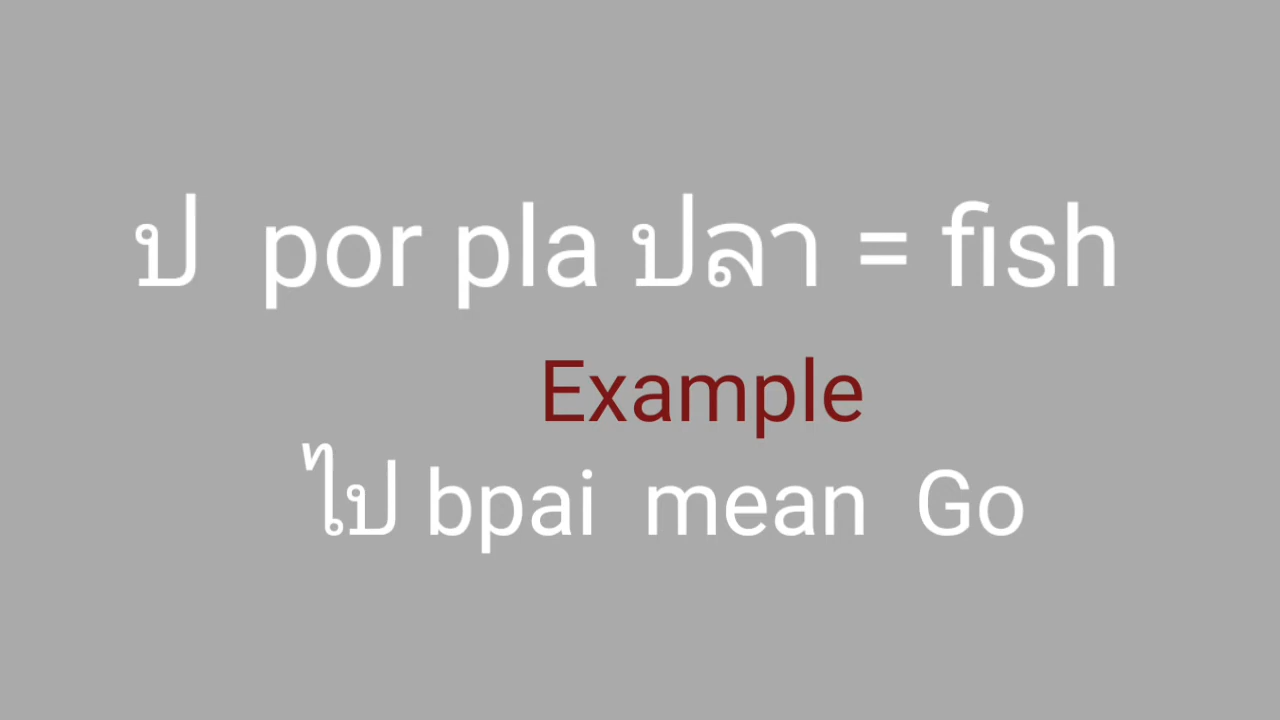 ป por pla ปลา = fish
Example
ไป bpai mean Go